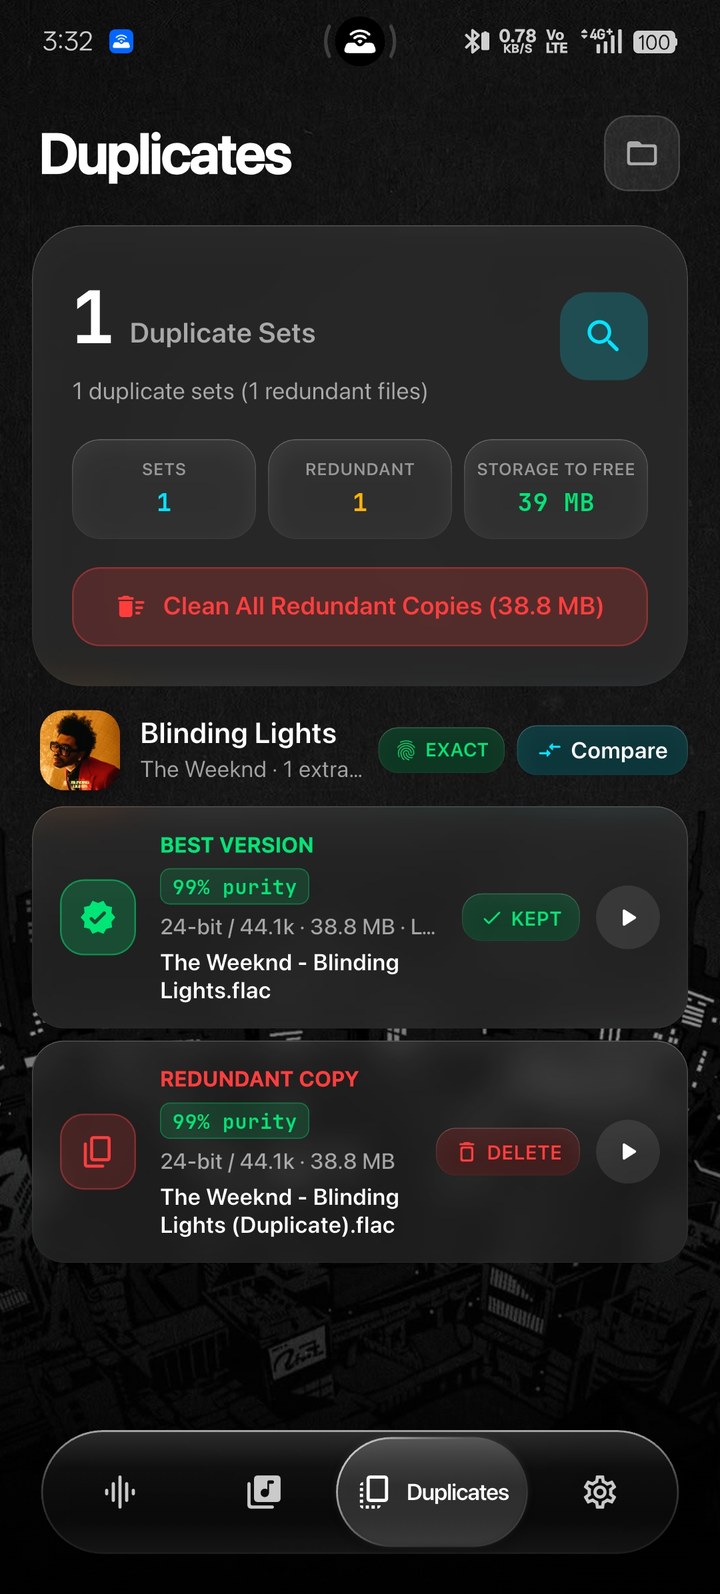 3:32
0.78
KB/S
Vo
LTE
4G+
100
Duplicates
1 Duplicate Sets
1 duplicate sets (1 redundant files)
SETS
1
REDUNDANT
1
STORAGE TO FREE
39 MB
Clean All Redundant Copies (38.8 MB)
Blinding Lights
The Weeknd · 1 extra...
EXACT
Compare
BEST VERSION
99% purity
24-bit / 44.1k · 38.8 MB · L...
The Weeknd - Blinding
Lights.flac
KEPT
REDUNDANT COPY
99% purity
24-bit / 44.1k · 38.8 MB
The Weeknd - Blinding
Lights (Duplicate).flac
DELETE
Duplicates